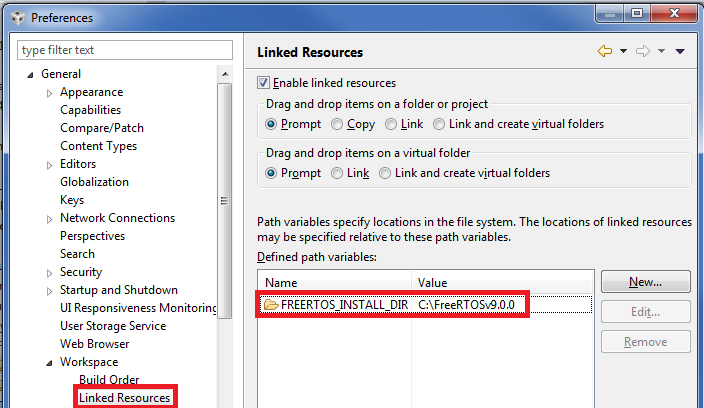 Preferences
type filter text
General
Appearance
Capabilities
Compare/Patch
Content Types
Editors
Globalization
Keys
Network Connections
Perspectives
Search
Security
Startup and Shutdown
UI Responsiveness Monitoring
User Storage Service
Web Browser
Workspace
Build Order
Linked Resources
Linked Resources
Enable linked resources
Drag and drop items on a folder or project
Prompt Copy Link Link and create virtual folders
Drag and drop items on a virtual folder
Prompt Link Link and create virtual folders
Path variables specify locations in the file system. The locations of linked resources
may be specified relative to these path variables.
Defined path variables:
Name Value
FREERTOS_INSTALL_DIR C:\FreeRTOSv9.0.0
New...
Edit...
Remove